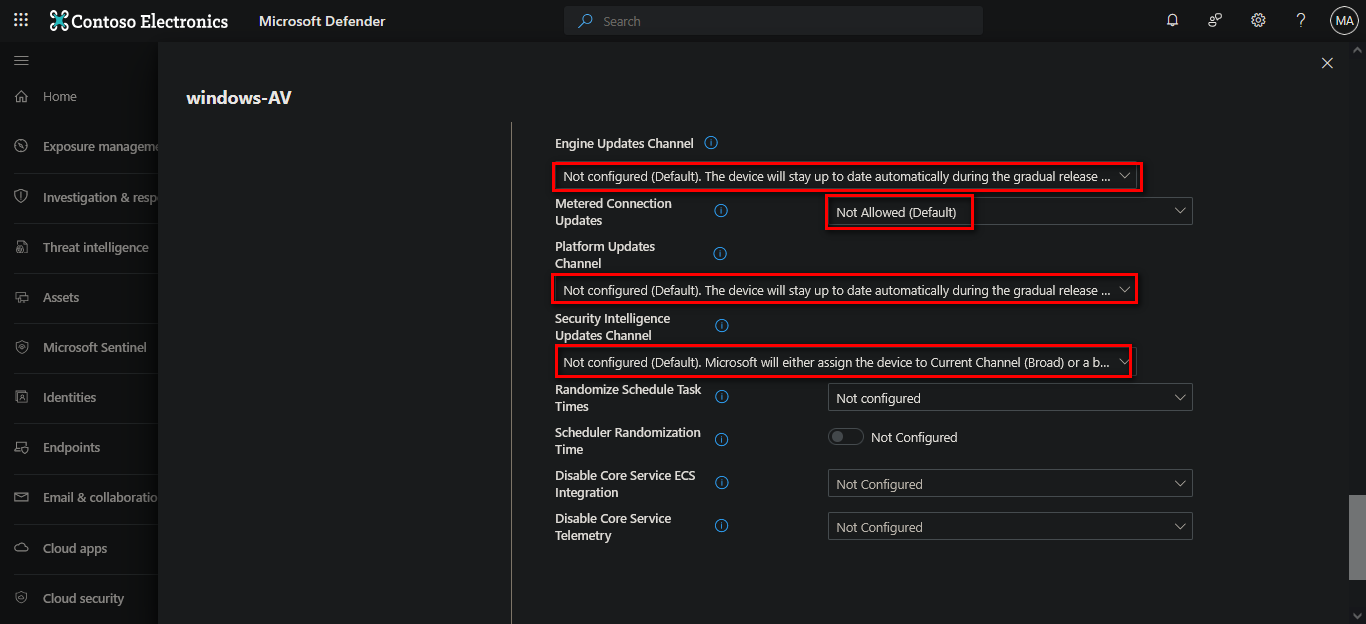 Contoso Electronics
Microsoft Defender
Search
MA
Home
Exposure manageme
Investigation & resp
Threat intelligence
Assets
Microsoft Sentinel
Identities
Endpoints
Email & collaboratio
Cloud apps
Cloud security
windows-AV
Engine Updates Channel
Not configured (Default). The device will stay up to date automatically during the gradual release ...
Metered Connection
Updates
Not Allowed (Default)
Platform Updates
Channel
Not configured (Default). The device will stay up to date automatically during the gradual release ...
Security Intelligence
Updates Channel
Not configured (Default). Microsoft will either assign the device to Current Channel (Broad) or a b...
Randomize Schedule Task
Times
Not configured
Scheduler Randomization
Time
Not Configured
Disable Core Service ECS
Integration
Not Configured
Disable Core Service
Telemetry
Not Configured